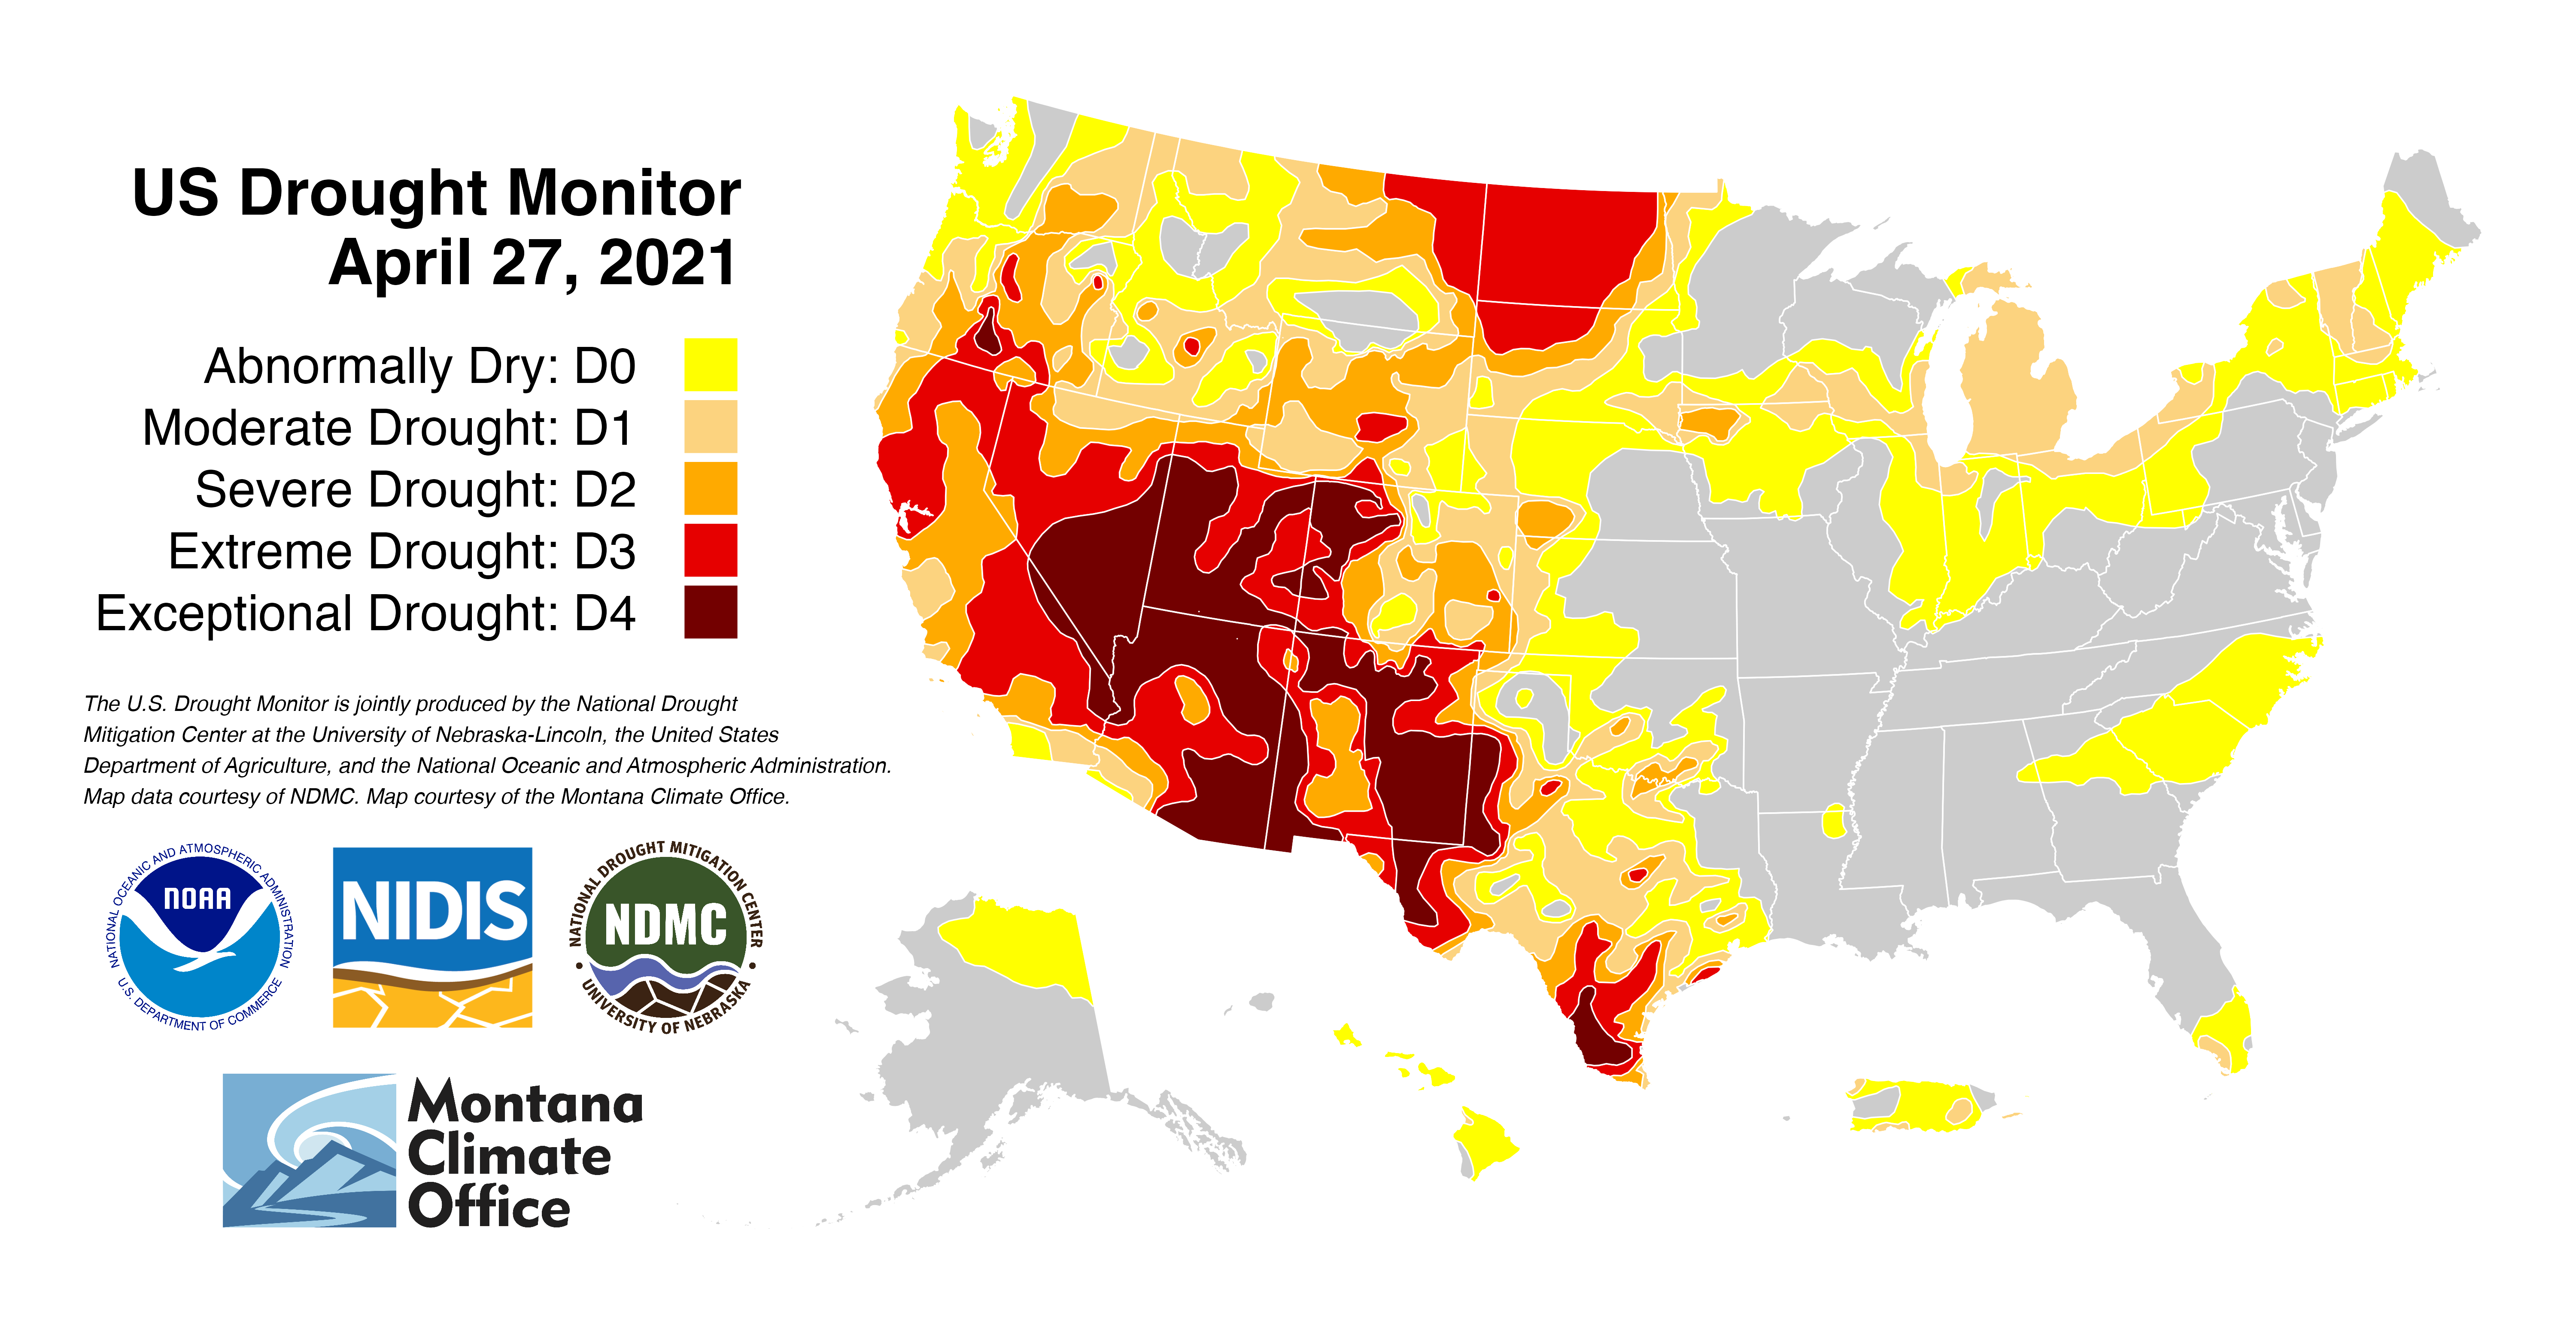 US Drought Monitor
April 27, 2021
Abnormally Dry: D0
Moderate Drought: D1
Severe Drought: D2
Extreme Drought: D3
Exceptional Drought: D4
The U.S. Drought Monitor is jointly produced by the National Drought
Mitigation Center at the University of Nebraska-Lincoln, the United States
Department of Agriculture, and the National Oceanic and Atmospheric Administration.
Map data courtesy of NDMC. Map courtesy of the Montana Climate Office.
NATIONAL OCEANIC AND ATMOSPHERIC ADMINISTRATION
NOAA
U.S. DEPARTMENT OF COMMERCE
NIDIS
NATIONAL DROUGHT MITIGATION CENTER
NDMC
UNIVERSITY OF NEBRASKA
Montana
Climate
Office